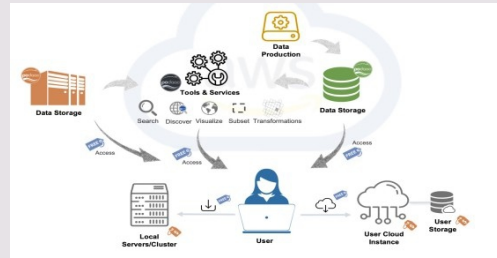 Data
Production
Tools & Services
Data Storage
Search
Discover
Visualize
Subset
Transformations
Data Storage
Access
Access
Access
Local
Servers/Cluster
User
User Cloud
Instance
User
Storage